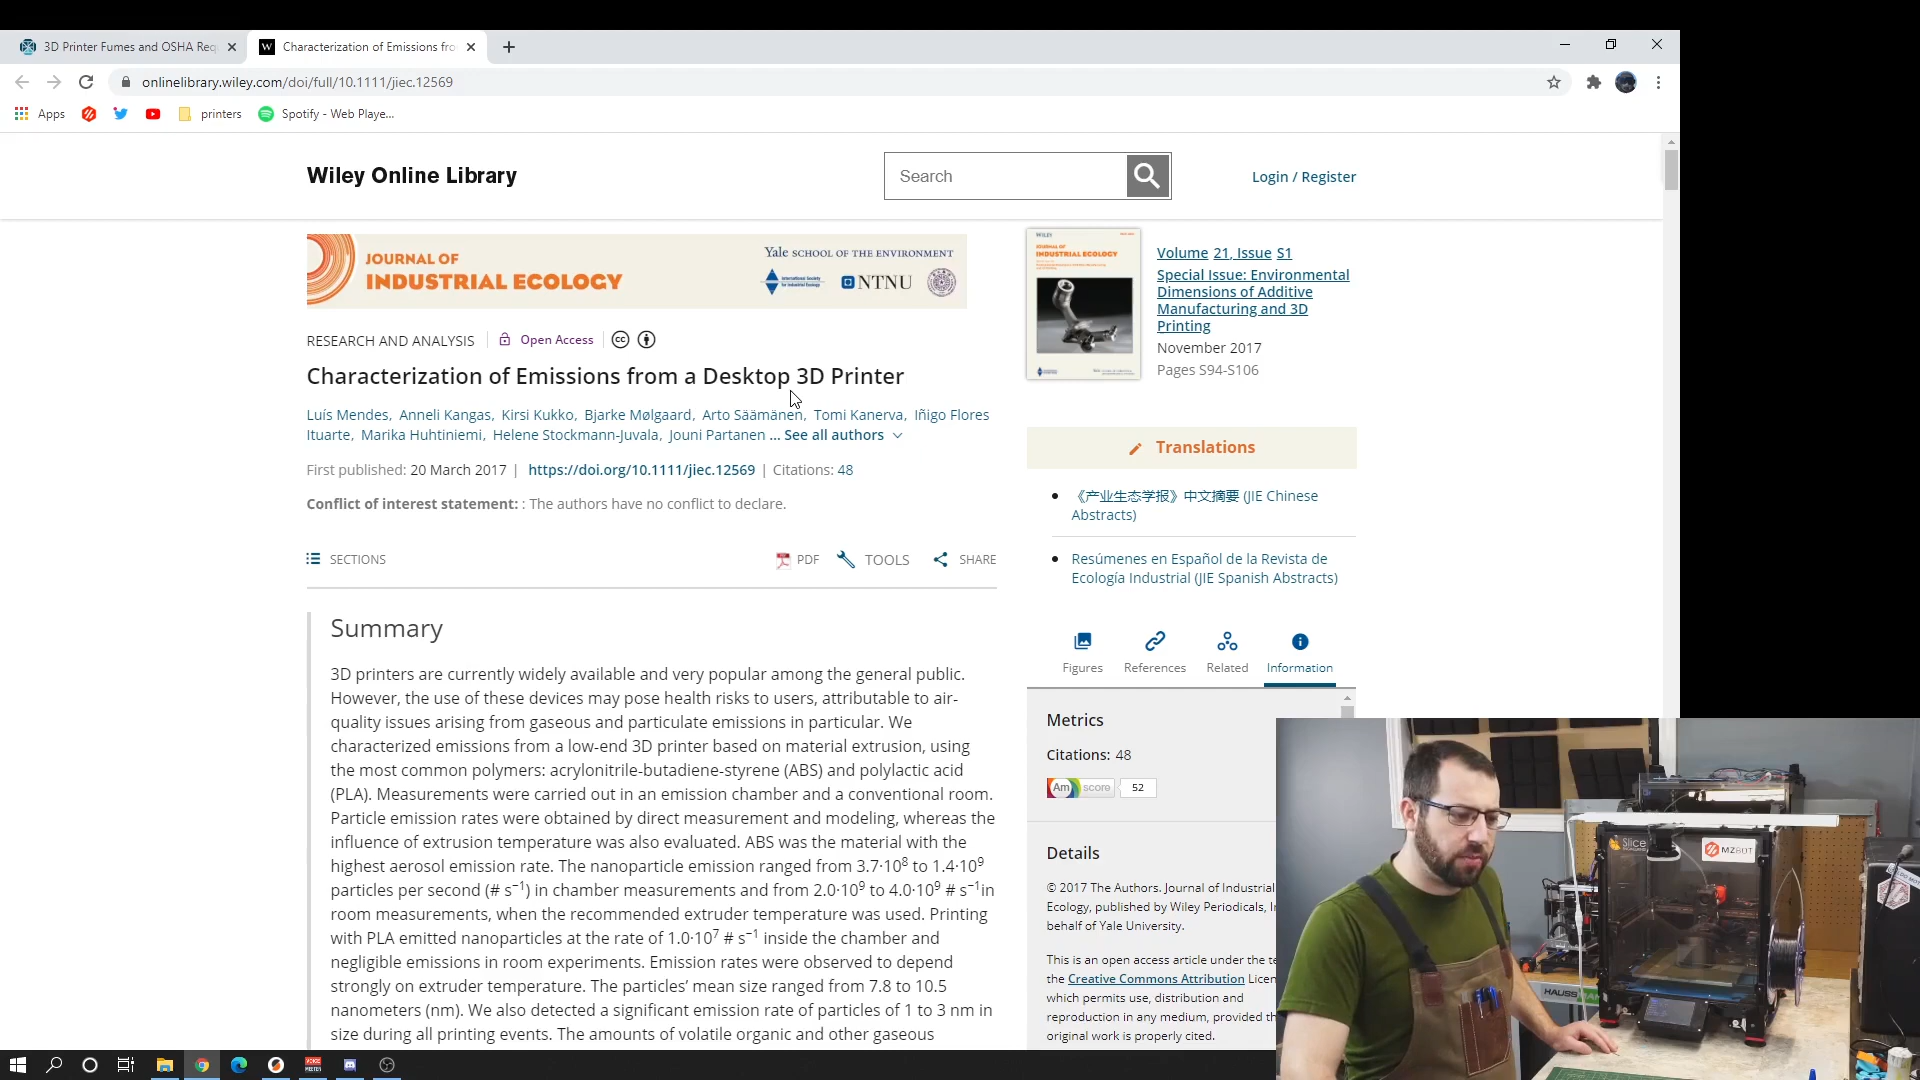 3D Printer Fumes and OSHA Req
Characterization of Emissions fro
onlinelibrary.wiley.com/doi/full/10.1111/jiec.12569
Apps
printers
Spotify - Web Playe...
Wiley Online Library
Search
Login / Register
JOURNAL OF
INDUSTRIAL ECOLOGY
Yale SCHOOL OF THE ENVIRONMENT
International Society
for Industrial Ecology
NTNU
RESEARCH AND ANALYSIS
Open Access
cc
Characterization of Emissions from a Desktop 3D Printer
Luís Mendes, Anneli Kangas, Kirsi Kukko, Bjarke Mølgaard, Arto Säämänen, Tomi Kanerva, Iñigo Flores
Ituarte, Marika Huhtiniemi, Helene Stockmann-Juvala, Jouni Partanen ... See all authors
First published: 20 March 2017 | https://doi.org/10.1111/jiec.12569 | Citations: 48
Conflict of interest statement: : The authors have no conflict to declare.
SECTIONS
PDF
TOOLS
SHARE
Summary
3D printers are currently widely available and very popular among the general public.
However, the use of these devices may pose health risks to users, attributable to air-
quality issues arising from gaseous and particulate emissions in particular. We
characterized emissions from a low-end 3D printer based on material extrusion, using
the most common polymers: acrylonitrile-butadiene-styrene (ABS) and polylactic acid
(PLA). Measurements were carried out in an emission chamber and a conventional room.
Particle emission rates were obtained by direct measurement and modeling, whereas the
influence of extrusion temperature was also evaluated. ABS was the material with the
highest aerosol emission rate. The nanoparticle emission ranged from 3.7·10⁸ to 1.4·10⁹
particles per second (# s⁻¹) in chamber measurements and from 2.0·10⁹ to 4.0·10⁹ # s⁻¹in
room measurements, when the recommended extruder temperature was used. Printing
with PLA emitted nanoparticles at the rate of 1.0·10⁷ # s⁻¹ inside the chamber and
negligible emissions in room experiments. Emission rates were observed to depend
strongly on extruder temperature. The particles' mean size ranged from 7.8 to 10.5
nanometers (nm). We also detected a significant emission rate of particles of 1 to 3 nm in
size during all printing events. The amounts of volatile organic and other gaseous
WILEY
JOURNAL OF
INDUSTRIAL ECOLOGY
Volume 21, Issue S1
Special Issue: Environmental
Dimensions of Additive
Manufacturing and 3D
Printing
November 2017
Pages S94-S106
Translations
《产业生态学报》中文摘要 (JIE Chinese
Abstracts)
Resúmenes en Español de la Revista de
Ecología Industrial (JIE Spanish Abstracts)
Figures
References
Related
Information
Metrics
Citations: 48
Am score 52
Details
© 2017 The Authors. Journal of Industrial
Ecology, published by Wiley Periodicals, I
behalf of Yale University.
This is an open access article under the te
the Creative Commons Attribution Licen
which permits use, distribution and
reproduction in any medium, provided th
original work is properly cited.
Slice
MZBOT